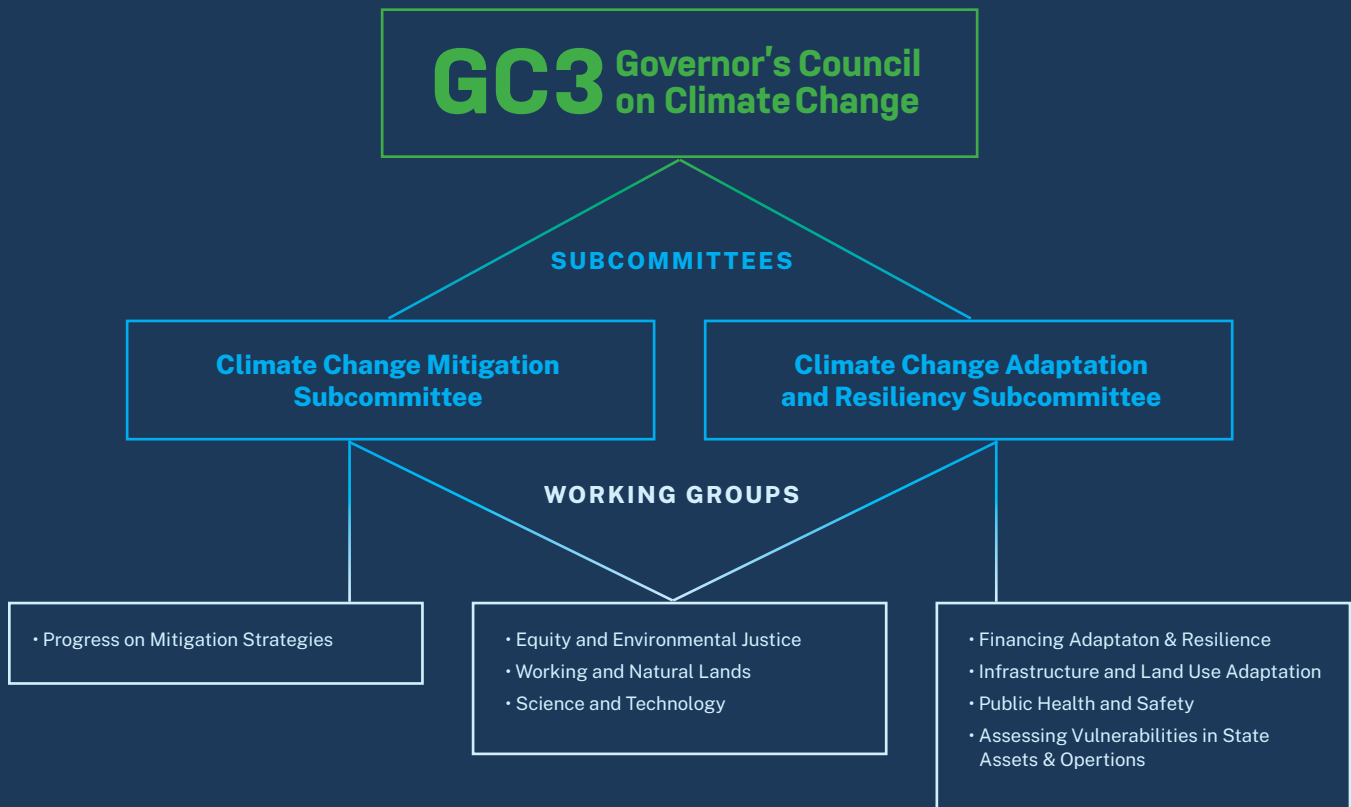 GC3 Governor's Council
on Climate Change
SUBCOMMITTEES
Climate Change Mitigation
Subcommittee
Climate Change Adaptation
and Resiliency Subcommittee
WORKING GROUPS
• Progress on Mitigation Strategies
• Equity and Environmental Justice
• Working and Natural Lands
• Science and Technology
• Financing Adaptaton & Resilience
• Infrastructure and Land Use Adaptation
• Public Health and Safety
• Assessing Vulnerabilities in State
Assets & Opertions